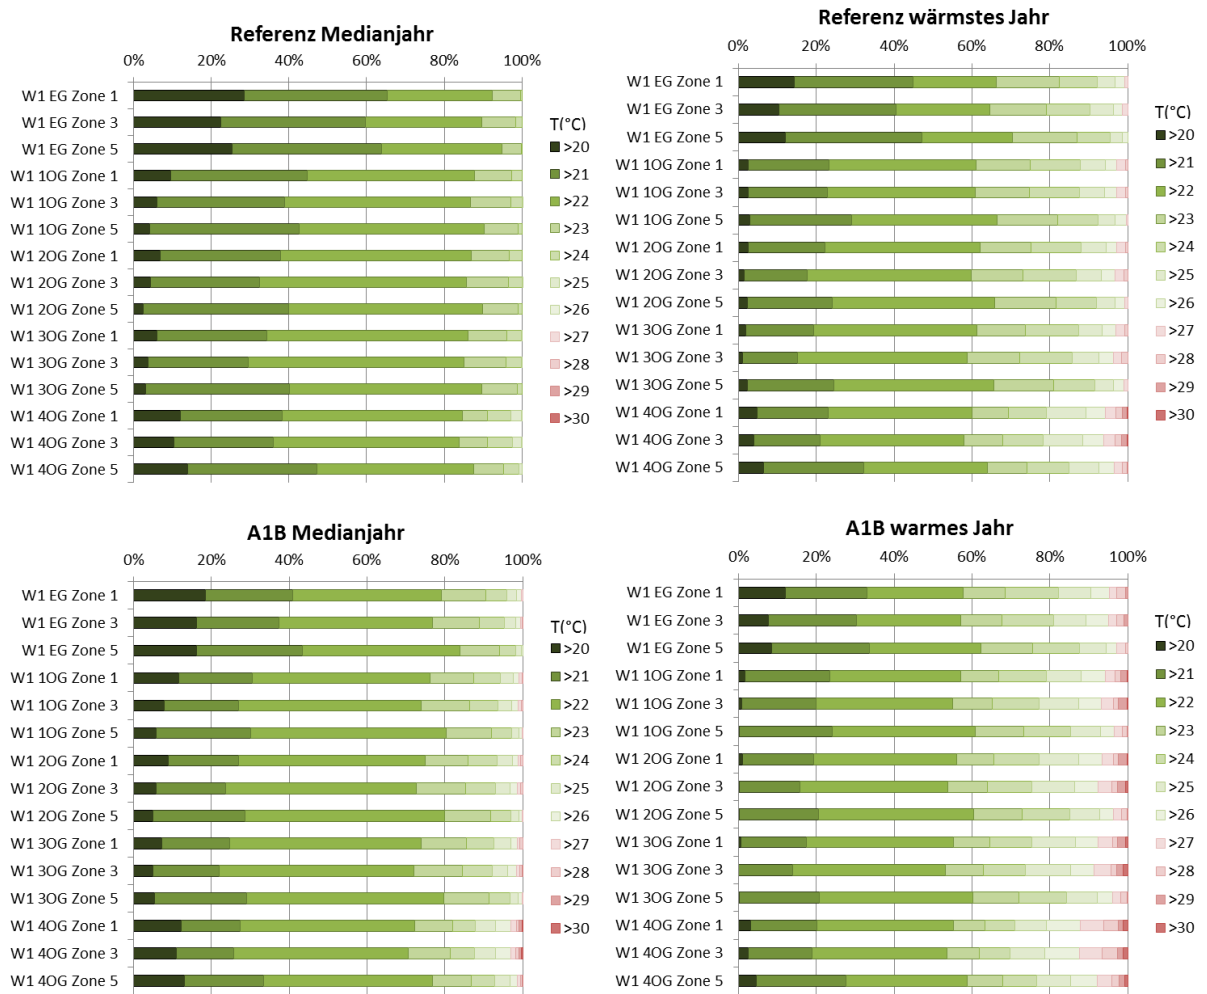 Referenz Medianjahr
0% 20% 40% 60% 80% 100%
W1 EG Zone 1
W1 EG Zone 3
W1 EG Zone 5
W1 1OG Zone 1
W1 1OG Zone 3
W1 1OG Zone 5
W1 2OG Zone 1
W1 2OG Zone 3
W1 2OG Zone 5
W1 3OG Zone 1
W1 3OG Zone 3
W1 3OG Zone 5
W1 4OG Zone 1
W1 4OG Zone 3
W1 4OG Zone 5
T(°C)
>20
>21
>22
>23
>24
>25
>26
>27
>28
>29
>30
Referenz wärmstes Jahr
0% 20% 40% 60% 80% 100%
W1 EG Zone 1
W1 EG Zone 3
W1 EG Zone 5
W1 1OG Zone 1
W1 1OG Zone 3
W1 1OG Zone 5
W1 2OG Zone 1
W1 2OG Zone 3
W1 2OG Zone 5
W1 3OG Zone 1
W1 3OG Zone 3
W1 3OG Zone 5
W1 4OG Zone 1
W1 4OG Zone 3
W1 4OG Zone 5
T(°C)
>20
>21
>22
>23
>24
>25
>26
>27
>28
>29
>30
A1B Medianjahr
0% 20% 40% 60% 80% 100%
W1 EG Zone 1
W1 EG Zone 3
W1 EG Zone 5
W1 1OG Zone 1
W1 1OG Zone 3
W1 1OG Zone 5
W1 2OG Zone 1
W1 2OG Zone 3
W1 2OG Zone 5
W1 3OG Zone 1
W1 3OG Zone 3
W1 3OG Zone 5
W1 4OG Zone 1
W1 4OG Zone 3
W1 4OG Zone 5
T(°C)
>20
>21
>22
>23
>24
>25
>26
>27
>28
>29
>30
A1B warmes Jahr
0% 20% 40% 60% 80% 100%
W1 EG Zone 1
W1 EG Zone 3
W1 EG Zone 5
W1 1OG Zone 1
W1 1OG Zone 3
W1 1OG Zone 5
W1 2OG Zone 1
W1 2OG Zone 3
W1 2OG Zone 5
W1 3OG Zone 1
W1 3OG Zone 3
W1 3OG Zone 5
W1 4OG Zone 1
W1 4OG Zone 3
W1 4OG Zone 5
T(°C)
>20
>21
>22
>23
>24
>25
>26
>27
>28
>29
>30